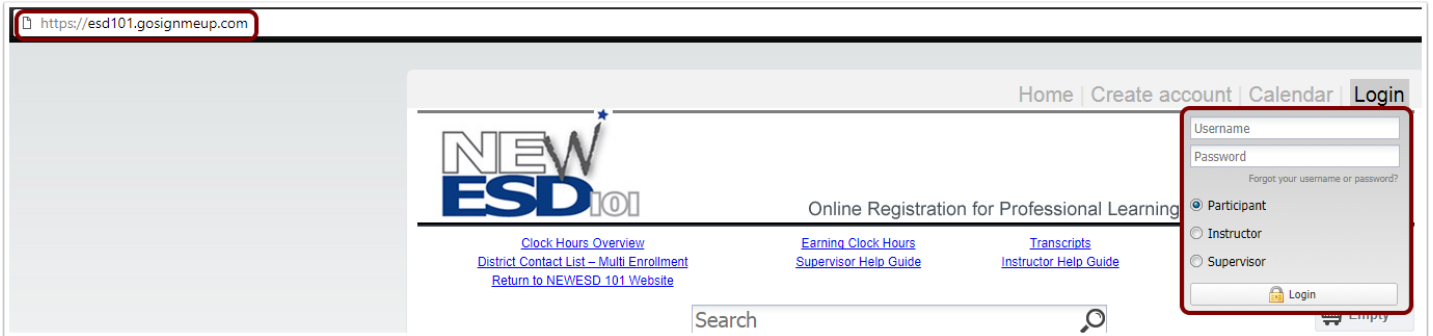 https://esd101.gosignmeup.com
Home | Create account | Calendar | Login
Username
Password
Forgot your username or password?
Participant
Instructor
Supervisor
Login
NEW
ESD101
Online Registration for Professional Learning
Clock Hours Overview Earning Clock Hours Transcripts
District Contact List – Multi Enrollment Supervisor Help Guide Instructor Help Guide
Return to NEWESD 101 Website
Search
Empty